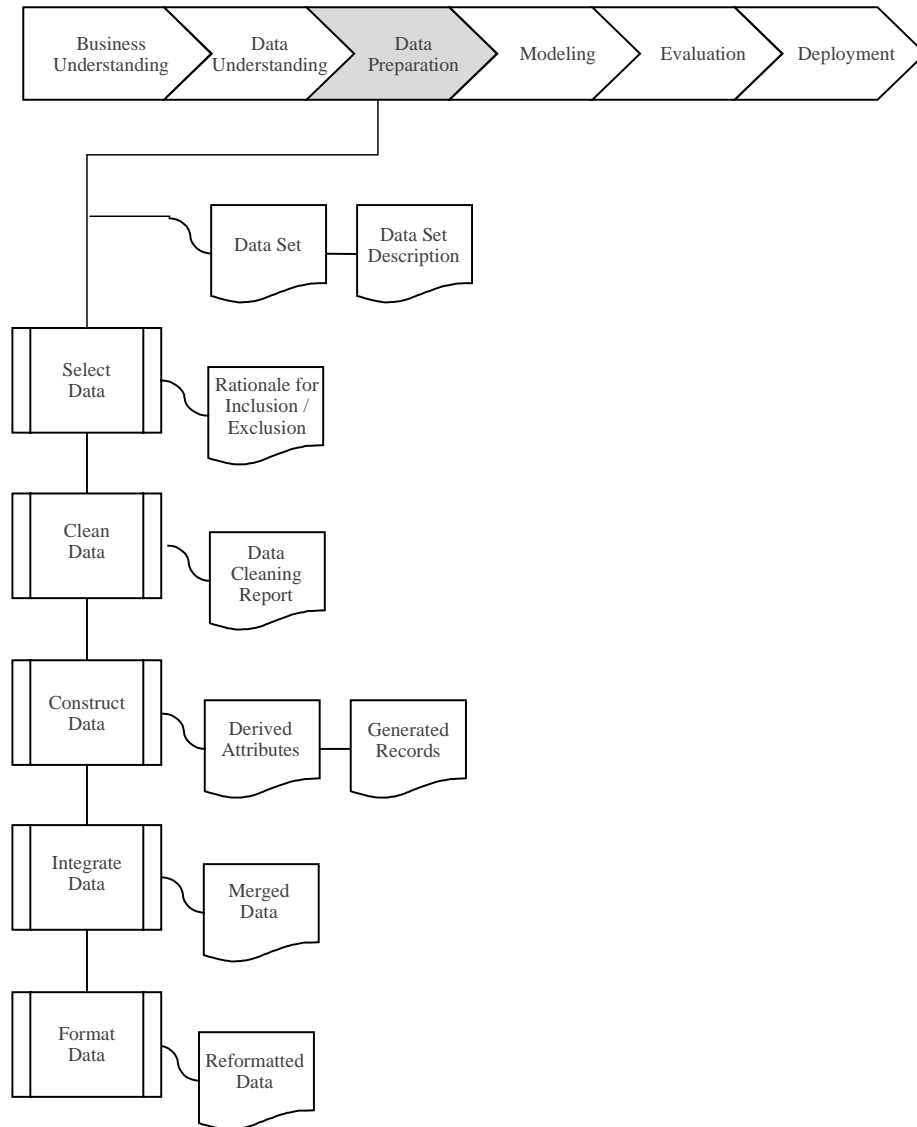 Business
Understanding
Data
Understanding
Data
Preparation
Modeling
Evaluation
Deployment
Data Set
Data Set
Description
Select
Data
Rationale for
Inclusion /
Exclusion
Clean
Data
Data
Cleaning
Report
Construct
Data
Derived
Attributes
Generated
Records
Integrate
Data
Merged
Data
Format
Data
Reformatted
Data